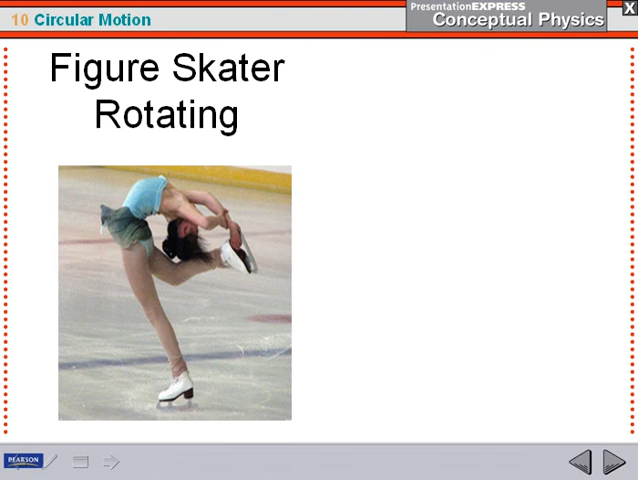 10 Circular Motion
PresentationEXPRESS
Conceptual Physics
X
Figure Skater
Rotating
PEARSON